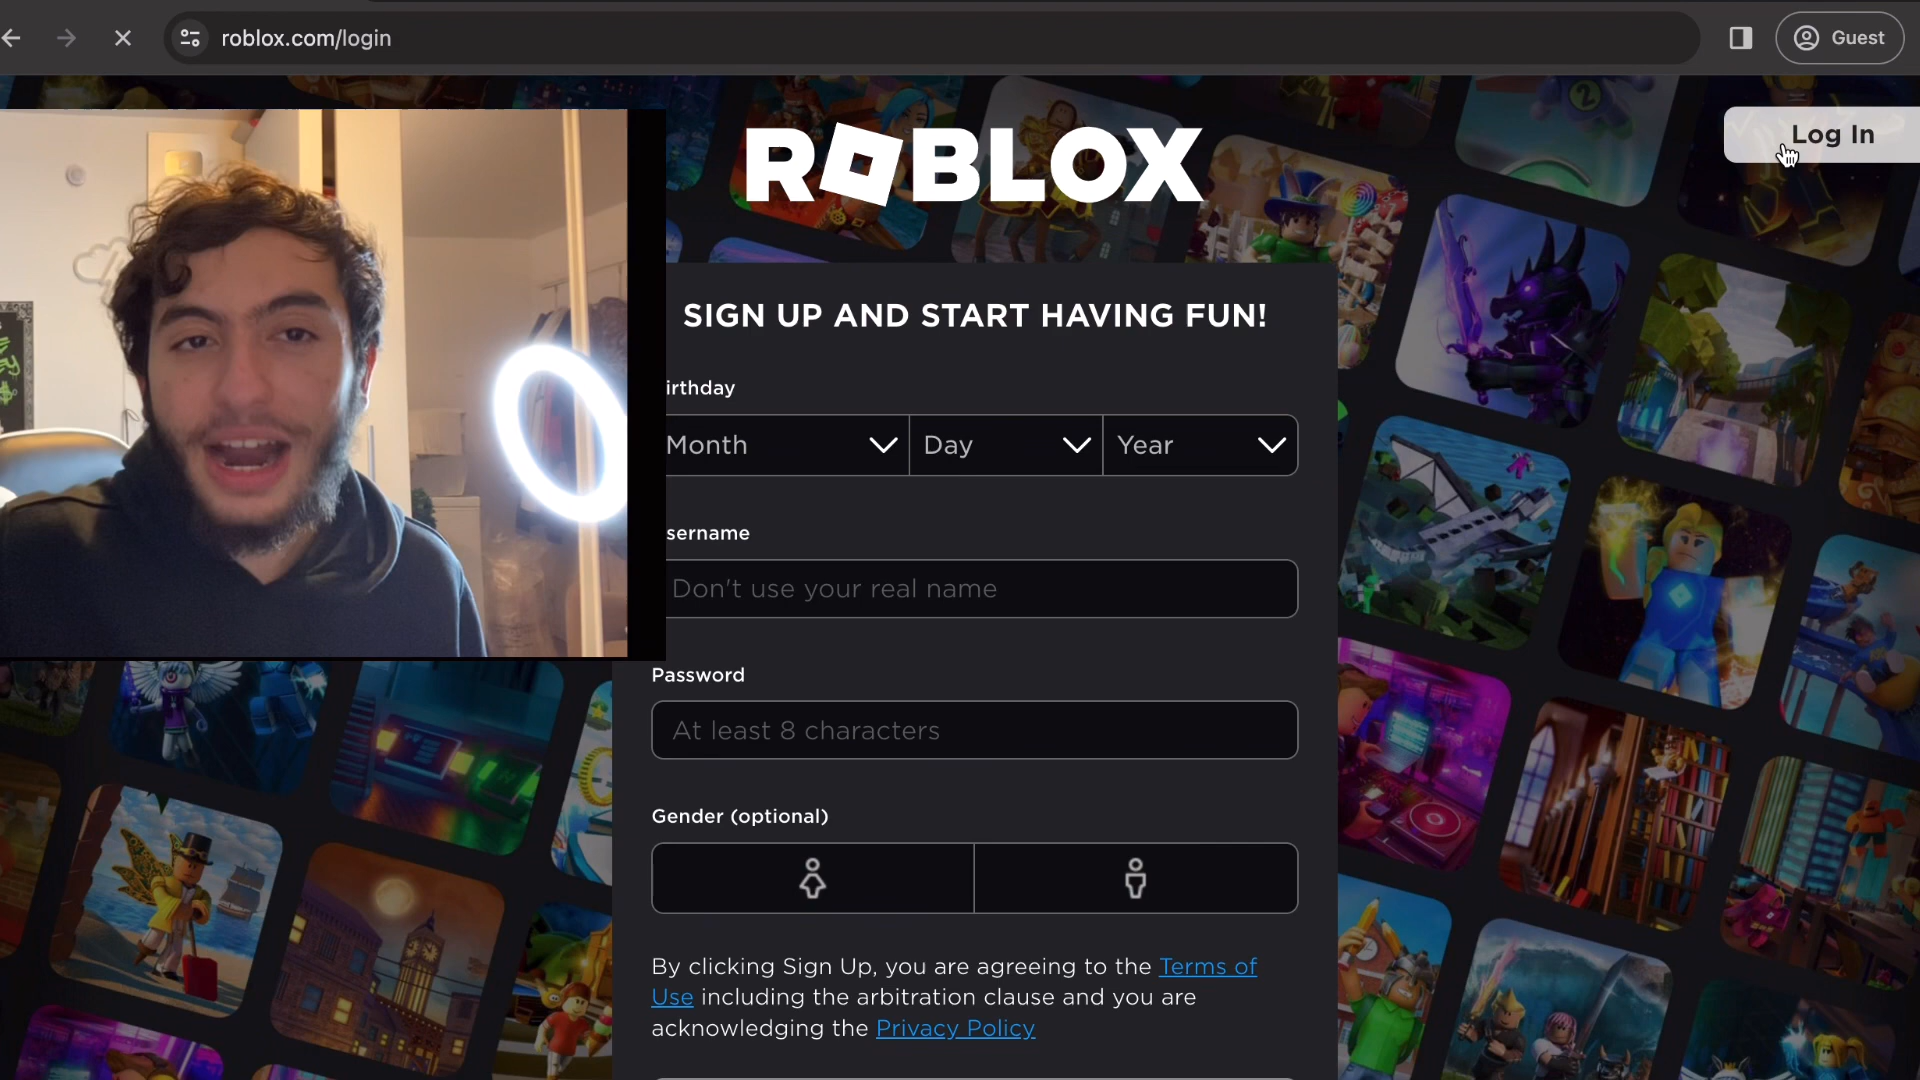 roblox.com/login
Guest
Log In
ROBLOX
SIGN UP AND START HAVING FUN!
irthday
Month
Day
Year
sername
Don't use your real name
Password
At least 8 characters
Gender (optional)
By clicking Sign Up, you are agreeing to the Terms of
Use including the arbitration clause and you are
acknowledging the Privacy Policy